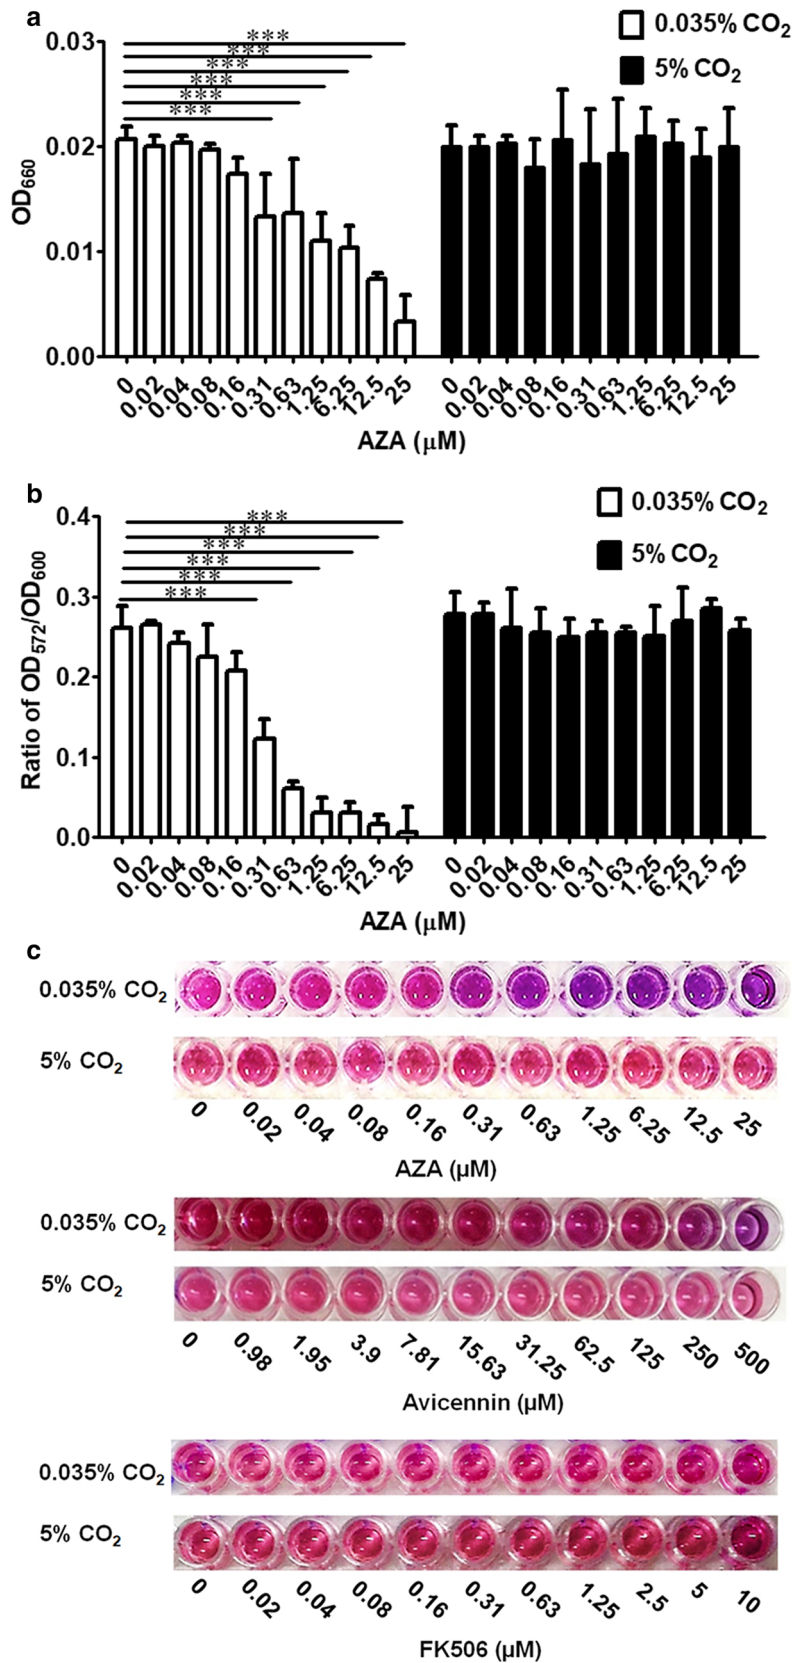 a
0.035% CO2
5% CO2
***
***
***
***
***
***
0.03
0.02
0.01
0.00
OD660
0 0.02 0.04 0.08 0.16 0.31 0.63 1.25 6.25 12.5 25 0 0.02 0.04 0.08 0.16 0.31 0.63 1.25 6.25 12.5 25
AZA (μM)
b
0.035% CO2
5% CO2
***
***
***
***
***
***
0.4
0.3
0.2
0.1
0.0
Ratio of OD572/OD600
0 0.02 0.04 0.08 0.16 0.31 0.63 1.25 6.25 12.5 25 0 0.02 0.04 0.08 0.16 0.31 0.63 1.25 6.25 12.5 25
AZA (μM)
c
0.035% CO2
5% CO2
0 0.02 0.04 0.08 0.16 0.31 0.63 1.25 6.25 12.5 25
AZA (μM)
0.035% CO2
5% CO2
0 0.98 1.95 3.9 7.81 15.63 31.25 62.5 125 250 500
Avicennin (μM)
0.035% CO2
5% CO2
0 0.02 0.04 0.08 0.16 0.31 0.63 1.25 2.5 5 10
FK506 (μM)